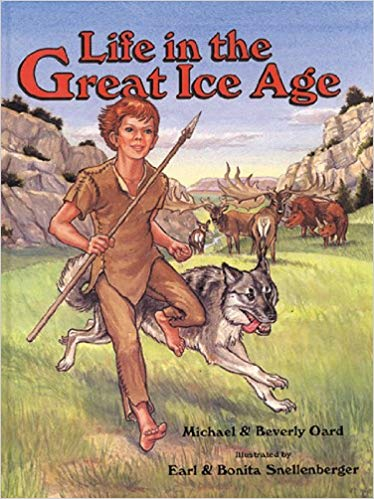 Life in the
Great Ice Age
Michael & Beverly Oard
illustrated by
Earl & Bonita Snellenberger